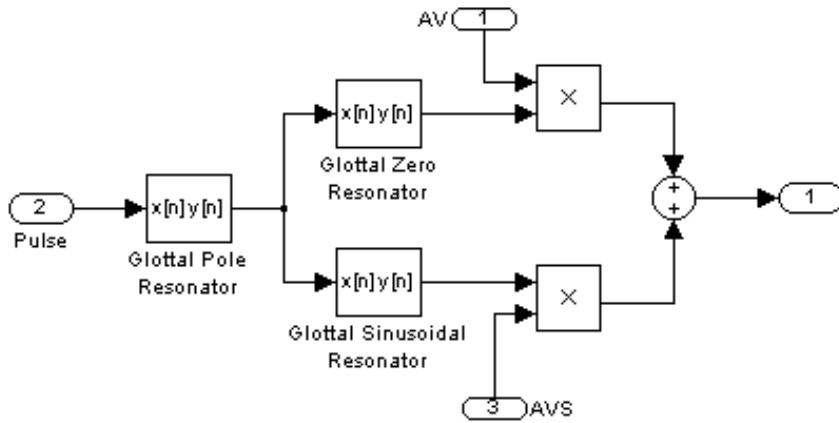 AV
1
x[n] y[n]
×
Glottal Zero
Resonator
2
Pulse
x[n] y[n]
Glottal Pole
Resonator
+
+
1
x[n] y[n]
×
Glottal Sinusoidal
Resonator
3
AVS